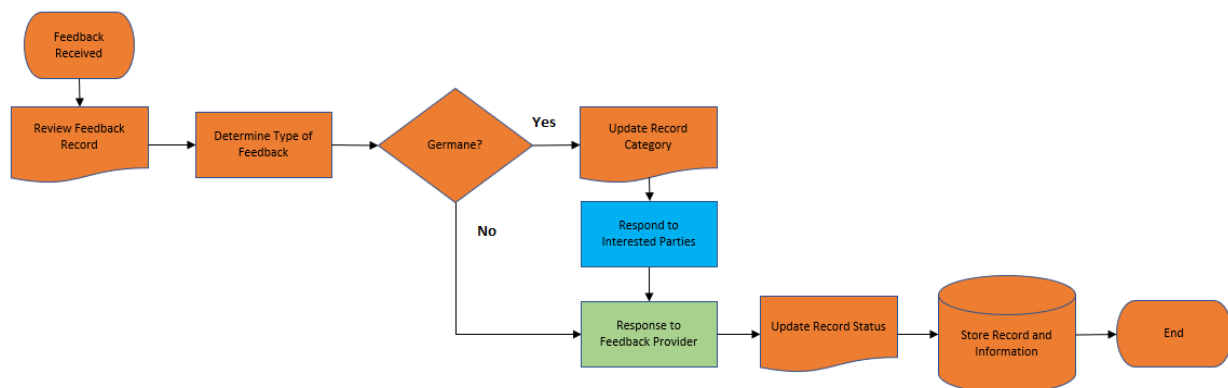 Feedback
Received
Review Feedback
Record
Determine Type of
Feedback
Germane?
Yes
Update Record
Category
No
Respond to
Interested Parties
Response to
Feedback Provider
Update Record Status
Store Record and
Information
End